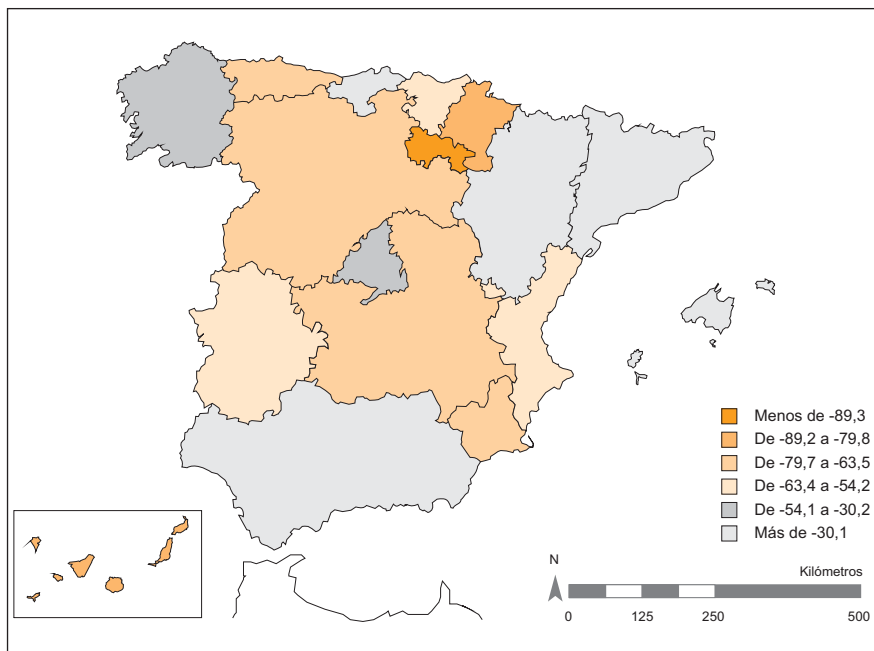 Menos de -89,3
De -89,2 a -79,8
De -79,7 a -63,5
De -63,4 a -54,2
De -54,1 a -30,2
Más de -30,1
N
Kilómetros
0 125 250 500